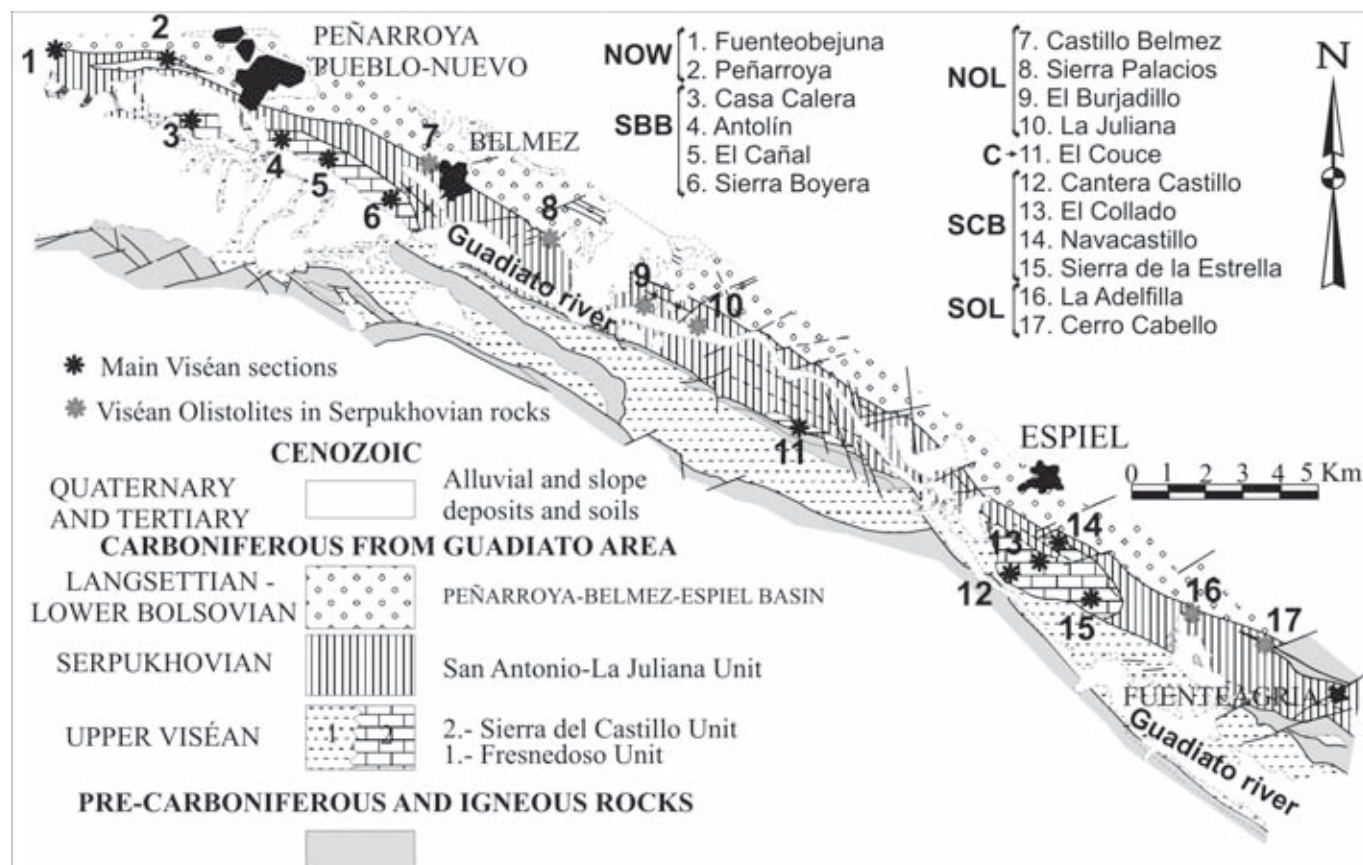 1
2
PEÑARROYA
PUEBLO-NUEVO
3
4
5
6
7
BELMEZ
8
Guadiato river
9
10
11
NOW
1. Fuenteobejuna
2. Peñarroya
SBB
3. Casa Calera
4. Antolín
5. El Cañal
6. Sierra Boyera
NOL
7. Castillo Belmez
8. Sierra Palacios
9. El Burjadillo
10. La Juliana
C
11. El Couce
SCB
12. Cantera Castillo
13. El Collado
14. Navacastillo
15. Sierra de la Estrella
SOL
16. La Adelfilla
17. Cerro Cabello
N
ESPIEL
0 1 2 3 4 5 Km
12
13
14
15
16
17
FUENTEAGRIA
Guadiato river
Main Viséan sections
Viséan Olistolites in Serpukhovian rocks
CENOZOIC
QUATERNARY
AND TERTIARY
Alluvial and slope
deposits and soils
CARBONIFEROUS FROM GUADIATO AREA
LANGSETTIAN -
LOWER BOLSOVIAN
PEÑARROYA-BELMEZ-ESPIEL BASIN
SERPUKHOVIAN
San Antonio-La Juliana Unit
UPPER VISÉAN
1 2
2.- Sierra del Castillo Unit
1.- Fresnedoso Unit
PRE-CARBONIFEROUS AND IGNEOUS ROCKS